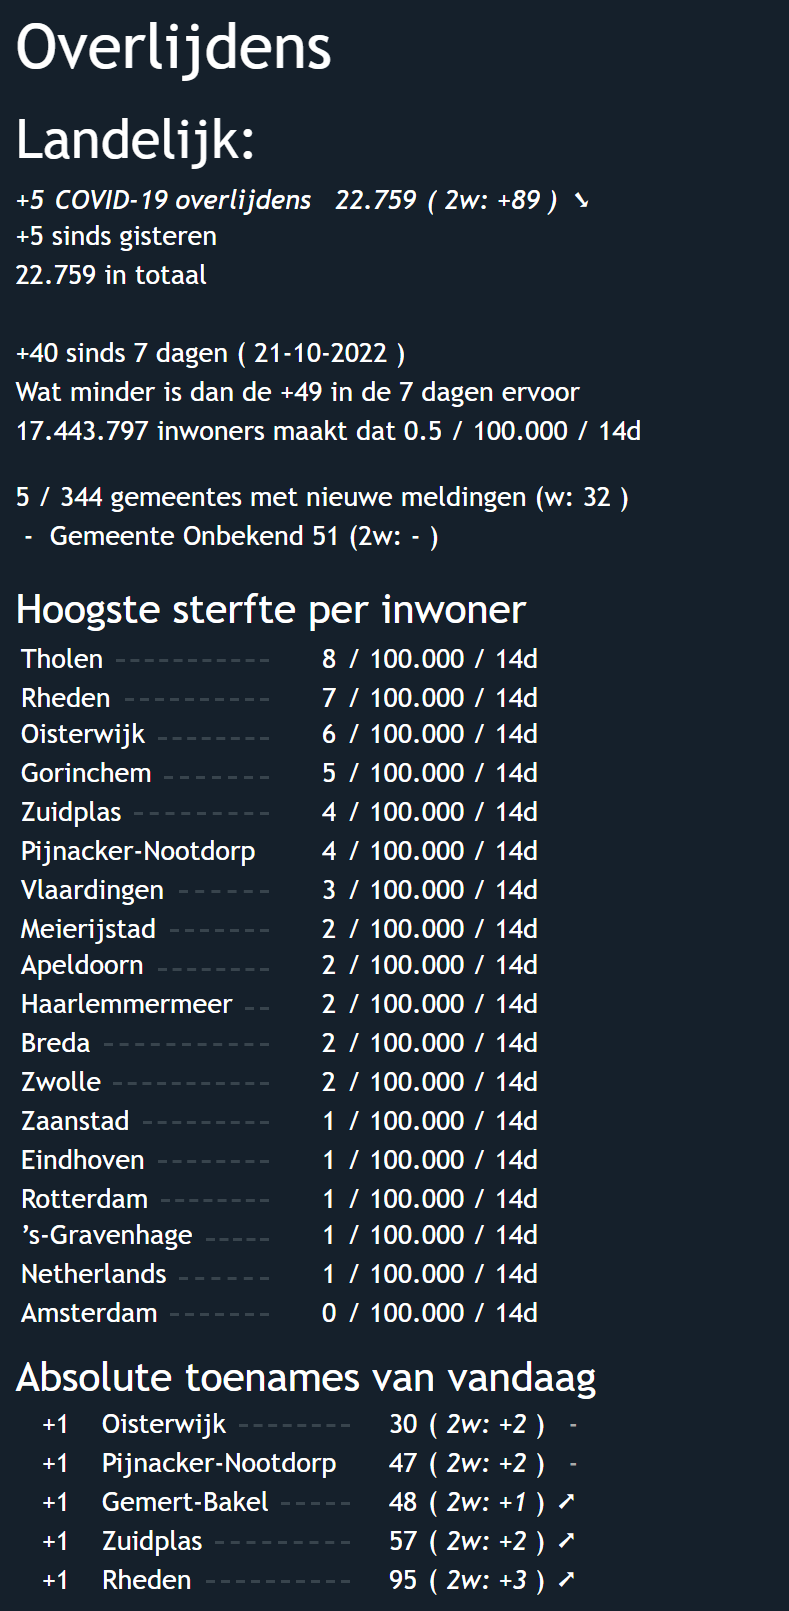 Overlijdens
Landelijk:
+5 COVID-19 overlijdens 22.759 ( 2w: +89 ) ➘
+5 sinds gisteren
22.759 in totaal
+40 sinds 7 dagen ( 21-10-2022 )
Wat minder is dan de +49 in de 7 dagen ervoor
17.443.797 inwoners maakt dat 0.5 / 100.000 / 14d
5 / 344 gemeentes met nieuwe meldingen (w: 32 )
- Gemeente Onbekend 51 (2w: - )
Hoogste sterfte per inwoner
Tholen ----------- 8 / 100.000 / 14d
Rheden ---------- 7 / 100.000 / 14d
Oisterwijk -------- 6 / 100.000 / 14d
Gorinchem ------- 5 / 100.000 / 14d
Zuidplas --------- 4 / 100.000 / 14d
Pijnacker-Nootdorp 4 / 100.000 / 14d
Vlaardingen ------ 3 / 100.000 / 14d
Meierijstad ------- 2 / 100.000 / 14d
Apeldoorn -------- 2 / 100.000 / 14d
Haarlemmermeer -- 2 / 100.000 / 14d
Breda ----------- 2 / 100.000 / 14d
Zwolle ----------- 2 / 100.000 / 14d
Zaanstad --------- 1 / 100.000 / 14d
Eindhoven -------- 1 / 100.000 / 14d
Rotterdam -------- 1 / 100.000 / 14d
’s-Gravenhage ----- 1 / 100.000 / 14d
Netherlands ------ 1 / 100.000 / 14d
Amsterdam ------- 0 / 100.000 / 14d
Absolute toenames van vandaag
+1 Oisterwijk -------- 30 ( 2w: +2 ) -
+1 Pijnacker-Nootdorp 47 ( 2w: +2 ) -
+1 Gemert-Bakel ----- 48 ( 2w: +1 ) ➚
+1 Zuidplas --------- 57 ( 2w: +2 ) ➚
+1 Rheden ---------- 95 ( 2w: +3 ) ➚